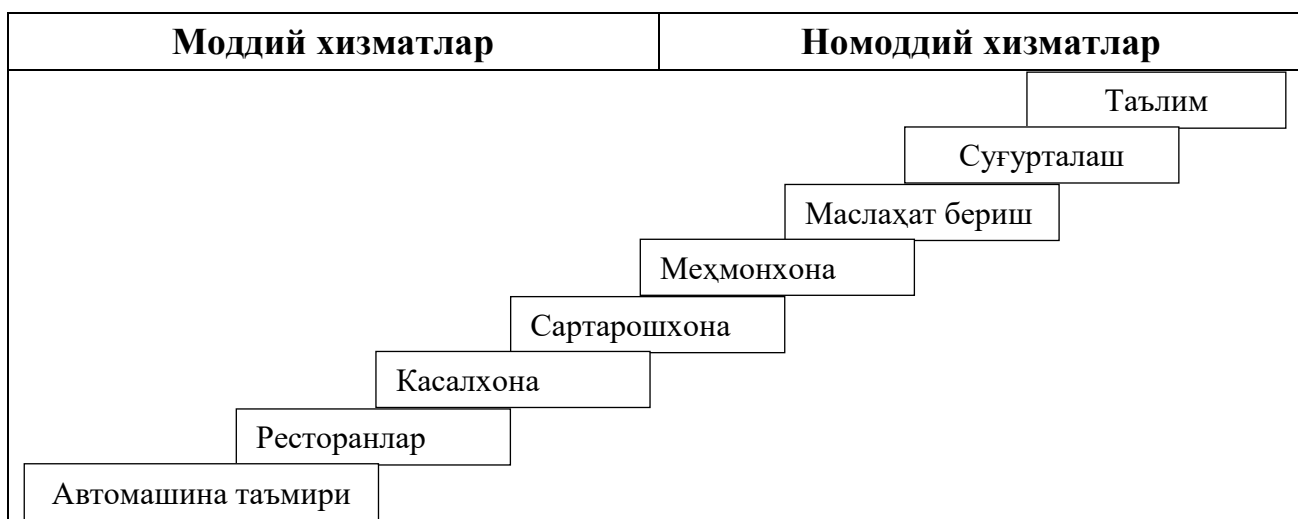 Моддий хизматлар Номоддий хизматлар
Таълим
Суғурталаш
Маслаҳат бериш
Меҳмонхона
Сартарошхона
Касалхона
Ресторанлар
Автомашина таъмири